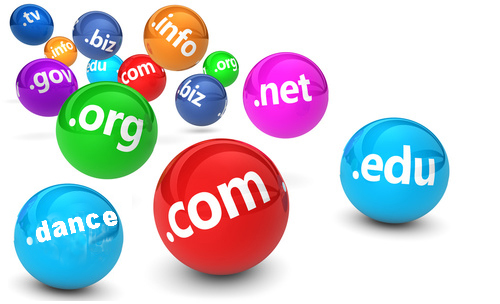 .tv
.info
.biz
.info
.gov
.edu
.com
.org
.biz
.net
.org
.edu
.com
.dance